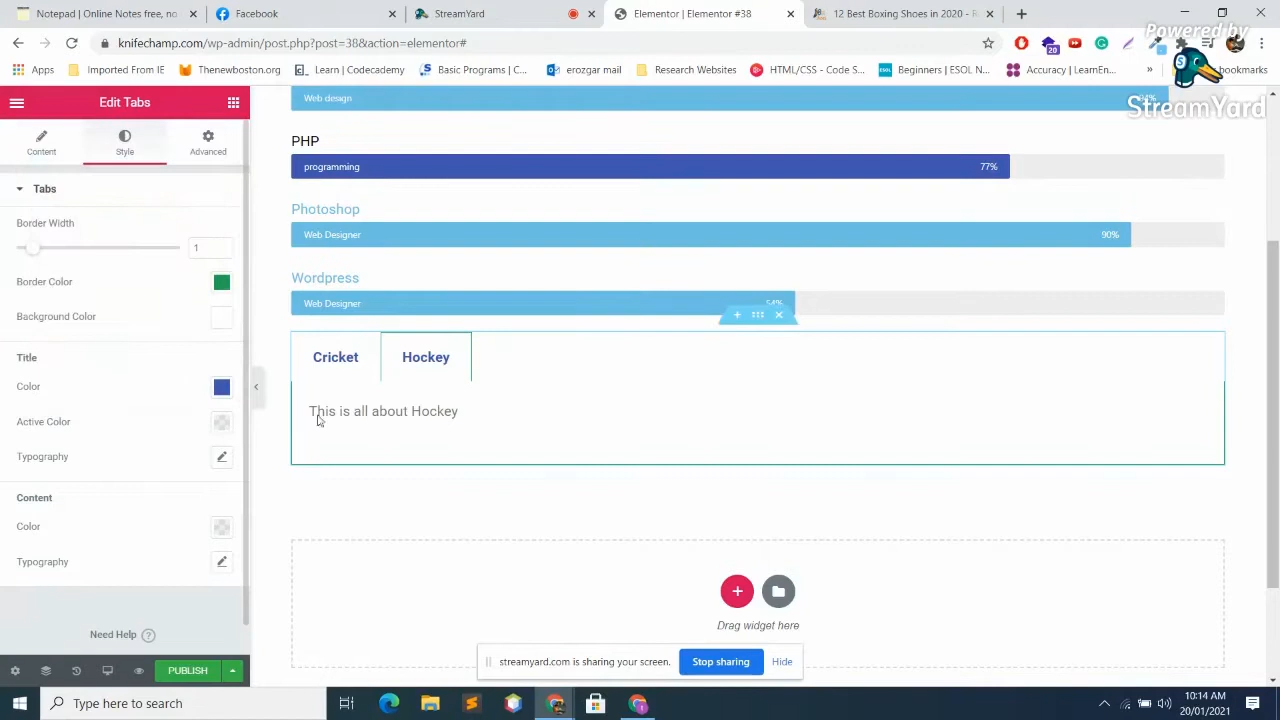 Notepad | Online Notes free, no
Facebook
StreamYard
Elementor | Elementor #38
12 Best Boxing Shoes in 2020 - R
knifechamp.com/wp-admin/post.php?post=38&action=elementor#
20
Powered by
StreamYard
Apps
Imported From IE
Thenewboston.org
Learn | Codecademy
Basic Programs | C...
errzgar mail
Research Websites
HTML/CSS - Code S...
Beginners | ESOL N...
Accuracy | LearnEn...
»
bookmarks
Edit Tabs
Content
Style
Advanced
Tabs
Border Width
1
Border Color
Background Color
Title
Color
Active Color
Typography
Content
Color
Typography
Need Help ?
PUBLISH
Web design
94%
PHP
programming
77%
Photoshop
Web Designer
90%
Wordpress
Web Designer
54%
Cricket
Hockey
This is all about Hockey
Drag widget here
streamyard.com is sharing your screen.
Stop sharing
Hide
Type here to search
10:14 AM
20/01/2021